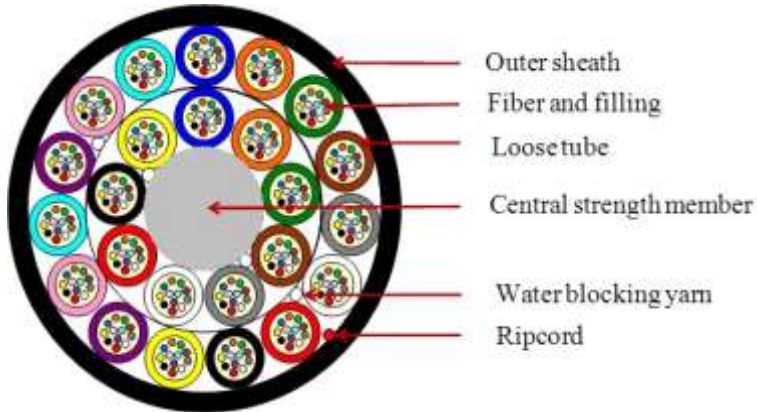 Outer sheath
Fiber and filling
Loose tube
Central strength member
Water blocking yarn
Ripcord